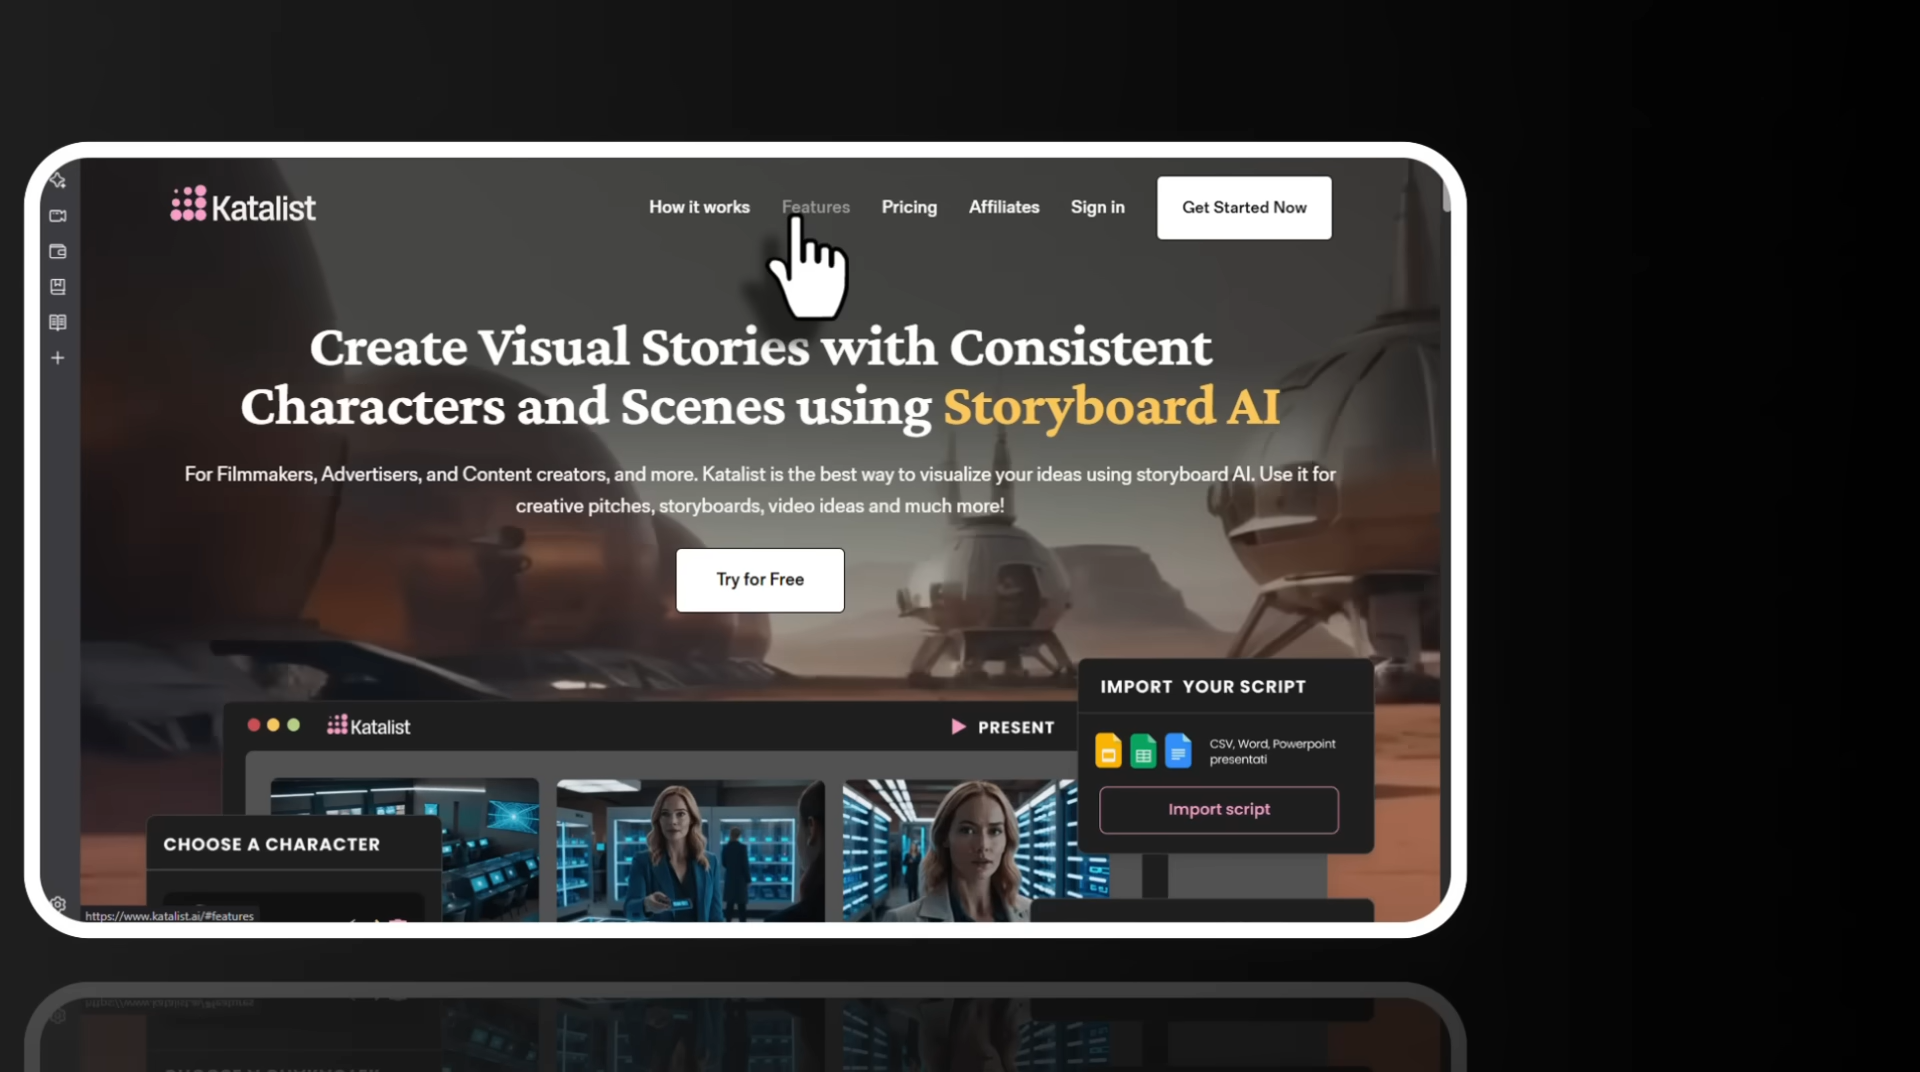 Katalist
How it works
Features
Pricing
Affiliates
Sign in
Get Started Now
Create Visual Stories with Consistent
Characters and Scenes using Storyboard AI
For Filmmakers, Advertisers, and Content creators, and more. Katalist is the best way to visualize your ideas using storyboard AI. Use it for
creative pitches, storyboards, video ideas and much more!
Try for Free
IMPORT YOUR SCRIPT
CSV, Word, Powerpoint
presentati
Import script
Katalist
PRESENT
CHOOSE A CHARACTER
https://www.katalist.ai/#features